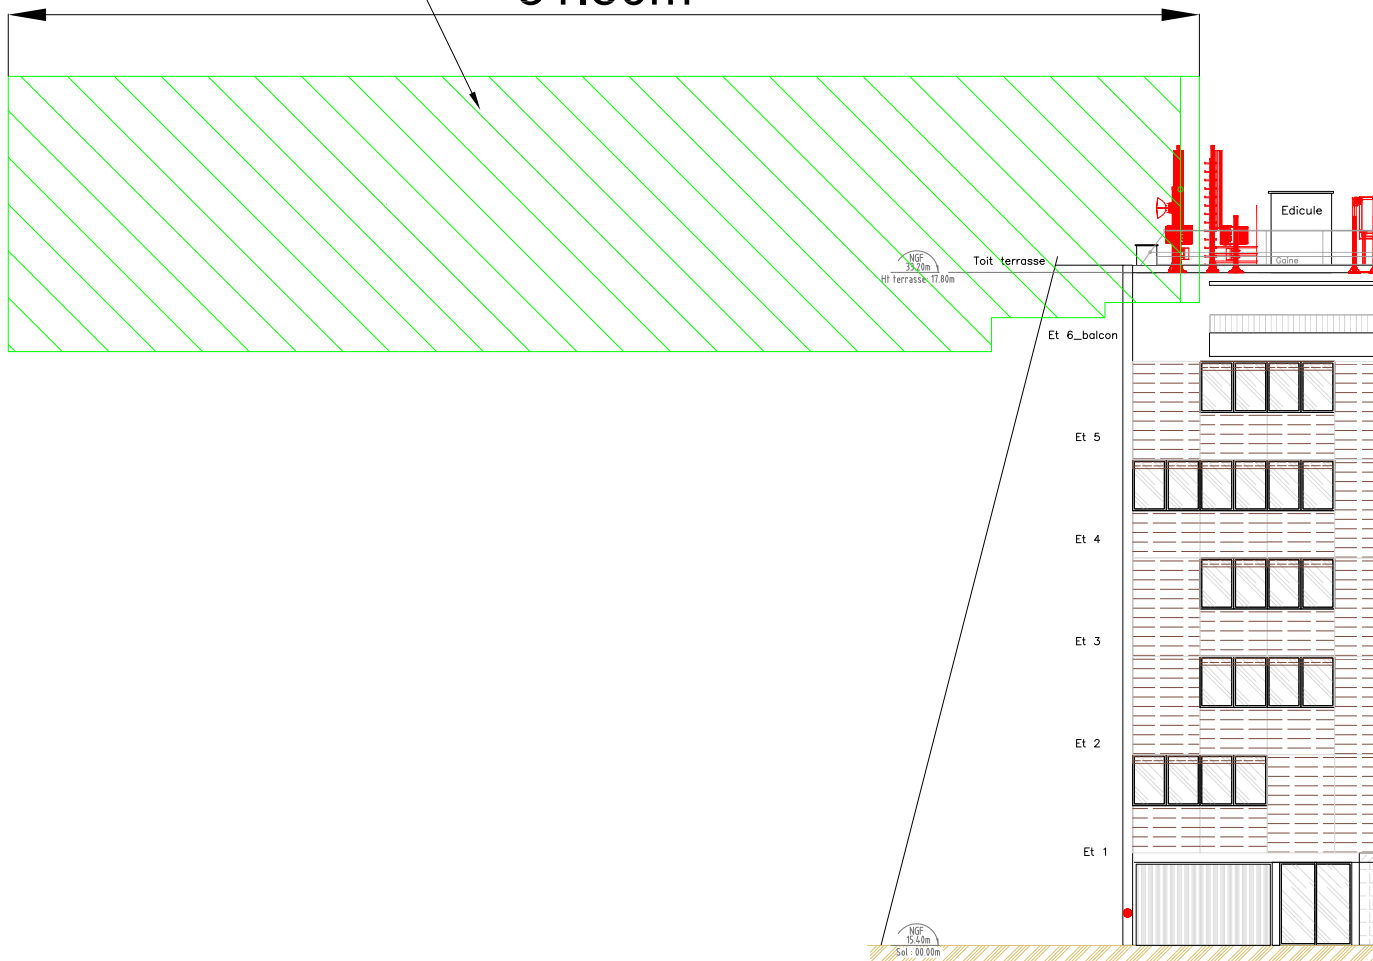 Edicule
NGF
33.20m
Ht terrasse: 17.80m
Toit terrasse
Gaine
Et 6_balcon
Et 5
Et 4
Et 3
Et 2
Et 1
NGF
15.40m
Sol : 00.00m